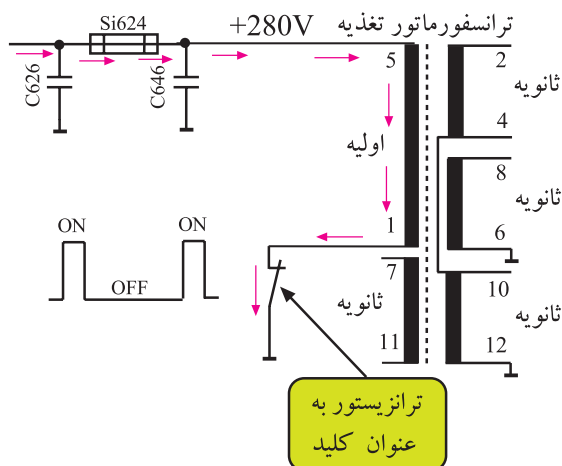 Si624
+280V
ترانسفورماتور تغذیه
C626
C646
5
2
ثانویه
4
اولیه
8
ثانویه
6
1
ON
ON
OFF
7
ثانویه
11
10
ثانویه
12
ترانزیستور به
عنوان کلید